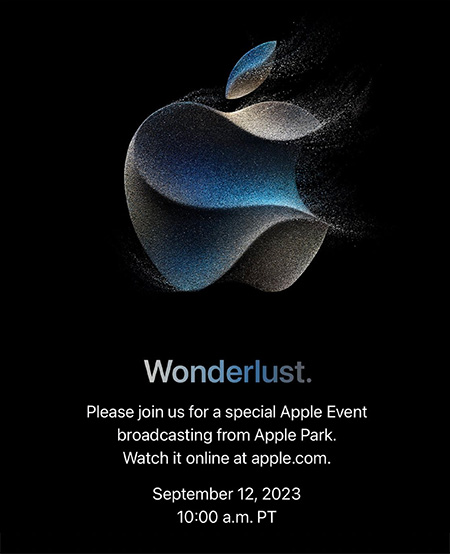 Wonderlust.
Please join us for a special Apple Event
broadcasting from Apple Park.
Watch it online at apple.com.
September 12, 2023
10:00 a.m. PT